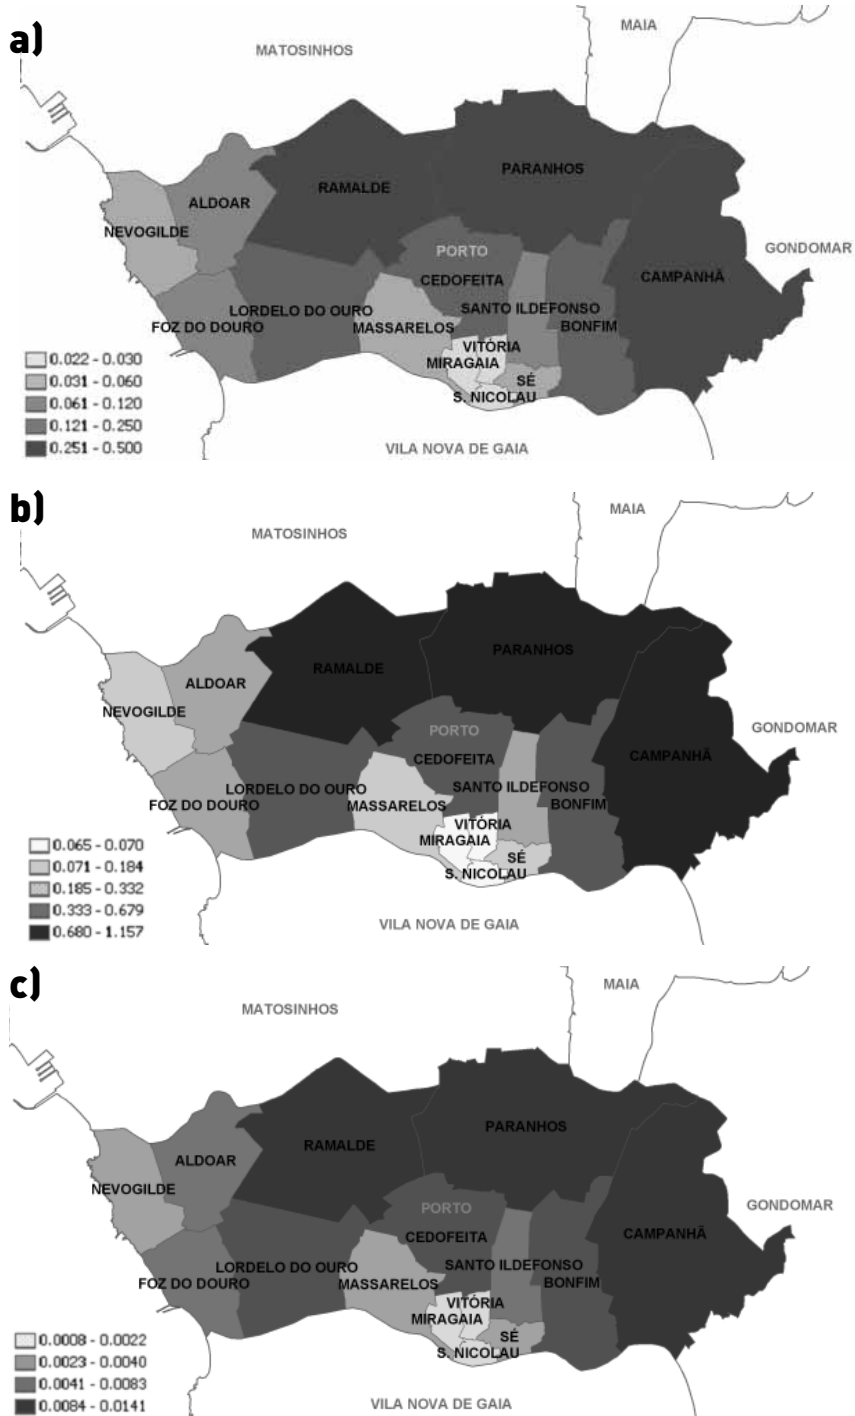 a)
MAIA
MATOSINHOS
PARANHOS
RAMALDE
ALDOAR
NEVOGILDE
PORTO
GONDOMAR
CEDOFEITA
CAMPANHÃ
LORDELO DO OURO
SANTO ILDEFONSO
FOZ DO DOURO
MASSARELOS
BONFIM
VITÓRIA
MIRAGAIA
SÉ
S. NICOLAU
0.022 - 0.030
0.031 - 0.060
0.061 - 0.120
0.121 - 0.250
0.251 - 0.500
VILA NOVA DE GAIA
b)
MAIA
MATOSINHOS
PARANHOS
RAMALDE
ALDOAR
NEVOGILDE
PORTO
GONDOMAR
CEDOFEITA
CAMPANHÃ
LORDELO DO OURO
SANTO ILDEFONSO
FOZ DO DOURO
MASSARELOS
BONFIM
VITÓRIA
MIRAGAIA
SÉ
S. NICOLAU
0.065 - 0.070
0.071 - 0.184
0.185 - 0.332
0.333 - 0.679
0.680 - 1.157
VILA NOVA DE GAIA
c)
MAIA
MATOSINHOS
PARANHOS
RAMALDE
ALDOAR
NEVOGILDE
PORTO
GONDOMAR
CEDOFEITA
CAMPANHÃ
LORDELO DO OURO
SANTO ILDEFONSO
FOZ DO DOURO
MASSARELOS
BONFIM
VITÓRIA
MIRAGAIA
SÉ
S. NICOLAU
0.0008 - 0.0022
0.0023 - 0.0040
0.0041 - 0.0083
0.0084 - 0.0141
VILA NOVA DE GAIA